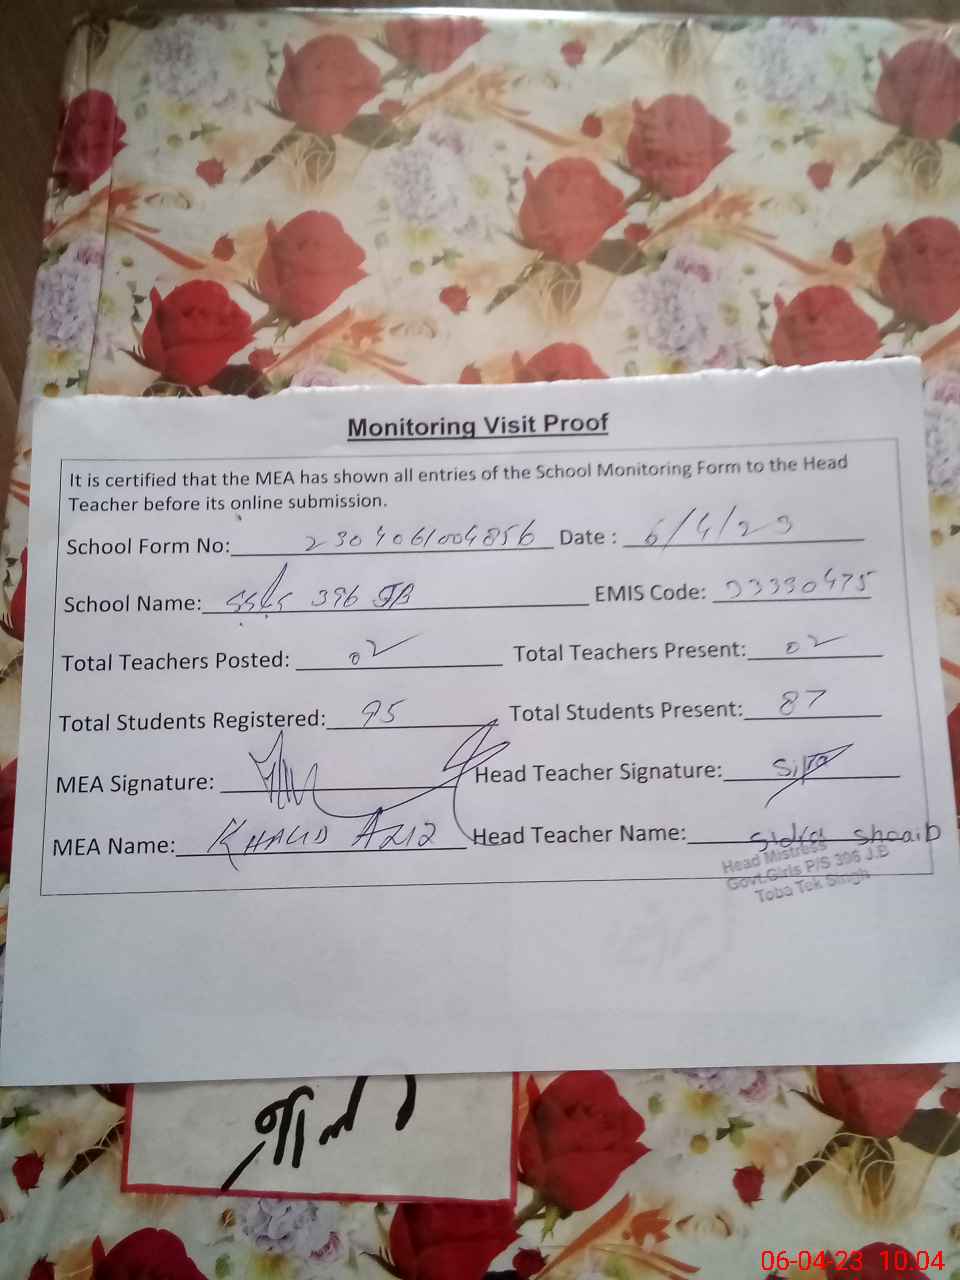 Monitoring Visit Proof
It is certified that the MEA has shown all entries of the School Monitoring Form to the Head
Teacher before its online submission.
School Form No: 2304061004856 Date : 6/4/23
School Name: 396 JB EMIS Code: 33330475
Total Teachers Posted: 02 Total Teachers Present: 02
Total Students Registered: 95 Total Students Present: 87
MEA Signature: Head Teacher Signature:
MEA Name: KHALID AZIZ Head Teacher Name: Sidra Shoaib
Head Mistress
Govt.Girls P/S 396 J.B
Toba Tek Singh
06-04-23 10.04